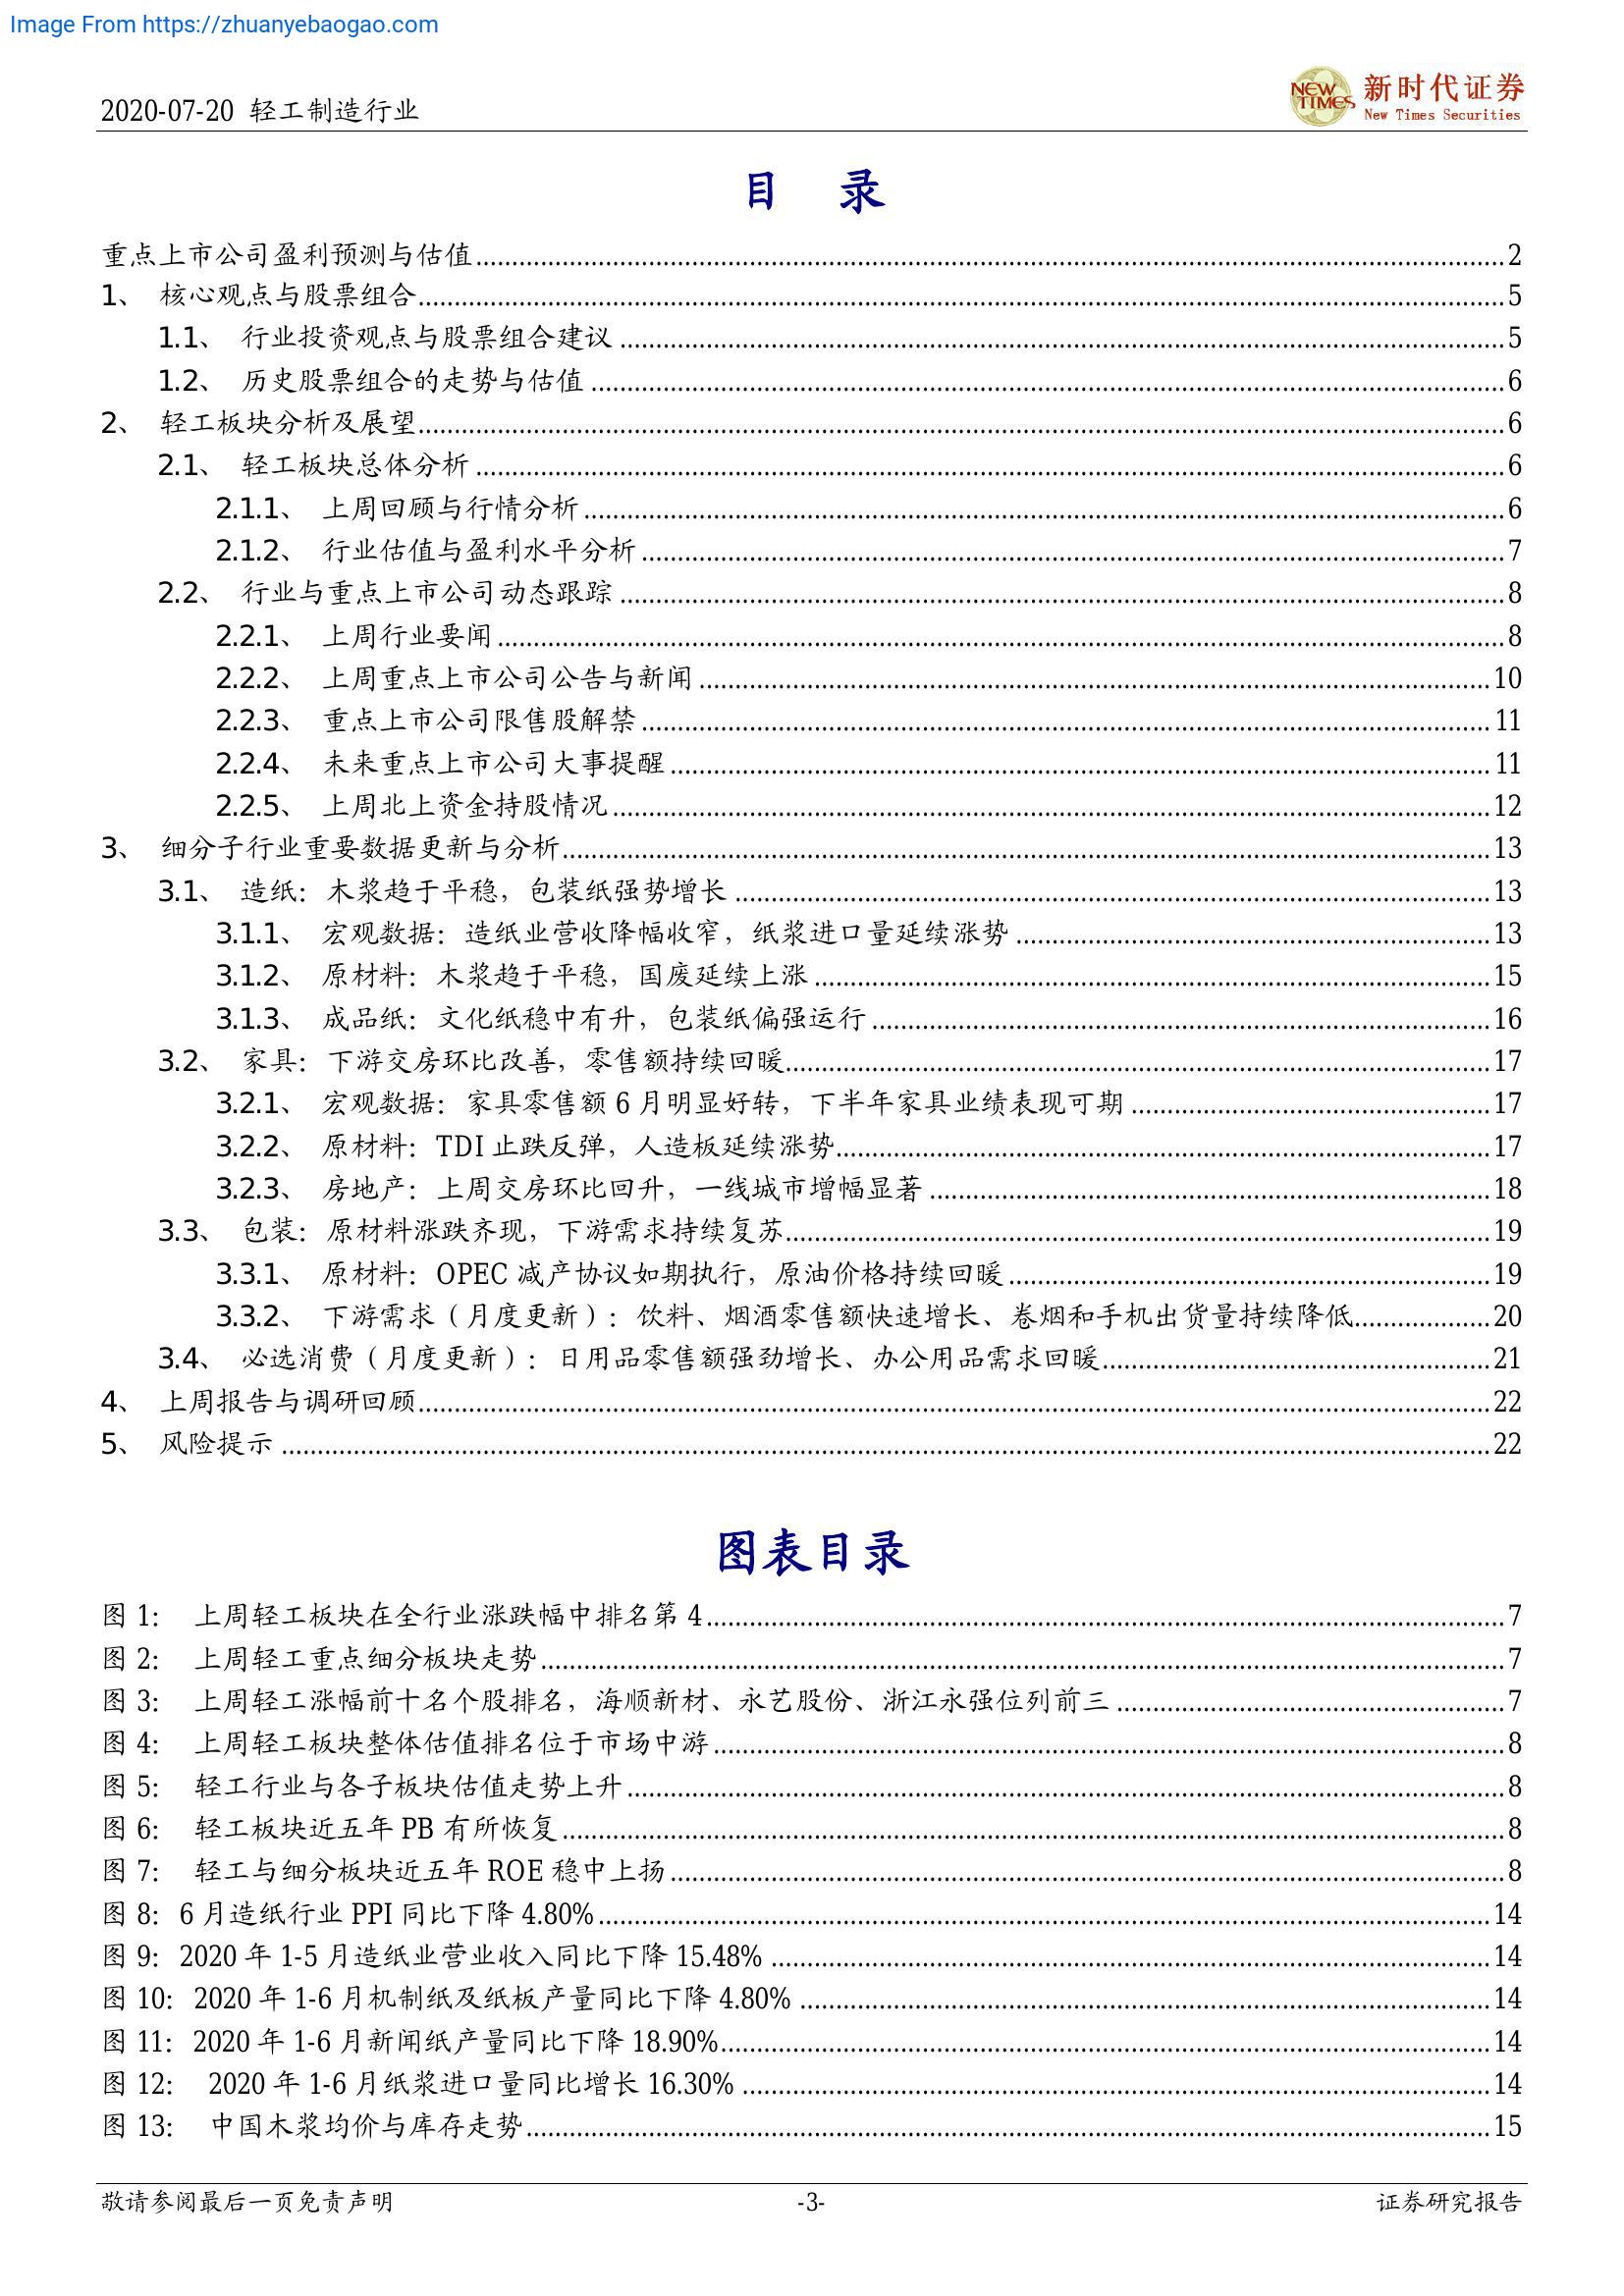 Image From https://zhuanyebaogao.com
2020-07-20 轻工制造行业
NEW TIMES 新时代证券
New Times Securities
目 录
重点上市公司盈利预测与估值 2
1、 核心观点与股票组合 5
1.1、 行业投资观点与股票组合建议 5
1.2、 历史股票组合的走势与估值 6
2、 轻工板块分析及展望 6
2.1、 轻工板块总体分析 6
2.1.1、 上周回顾与行情分析 6
2.1.2、 行业估值与盈利水平分析 7
2.2、 行业与重点上市公司动态跟踪 8
2.2.1、 上周行业要闻 8
2.2.2、 上周重点上市公司公告与新闻 10
2.2.3、 重点上市公司限售股解禁 11
2.2.4、 未来重点上市公司大事提醒 11
2.2.5、 上周北上资金持股情况 12
3、 细分子行业重要数据更新与分析 13
3.1、 造纸：木浆趋于平稳，包装纸强势增长 13
3.1.1、 宏观数据：造纸业营收降幅收窄，纸浆进口量延续涨势 13
3.1.2、 原材料：木浆趋于平稳，国废延续上涨 15
3.1.3、 成品纸：文化纸稳中有升，包装纸偏强运行 16
3.2、 家具：下游交房环比改善，零售额持续回暖 17
3.2.1、 宏观数据：家具零售额 6 月明显好转，下半年家具业绩表现可期 17
3.2.2、 原材料：TDI 止跌反弹，人造板延续涨势 17
3.2.3、 房地产：上周交房环比回升，一线城市增幅显著 18
3.3、 包装：原材料涨跌齐现，下游需求持续复苏 19
3.3.1、 原材料：OPEC 减产协议如期执行，原油价格持续回暖 19
3.3.2、 下游需求（月度更新）：饮料、烟酒零售额快速增长、卷烟和手机出货量持续降低 20
3.4、 必选消费（月度更新）：日用品零售额强劲增长、办公用品需求回暖 21
4、 上周报告与调研回顾 22
5、 风险提示 22
图表目录
图 1： 上周轻工板块在全行业涨跌幅中排名第 4 7
图 2： 上周轻工重点细分板块走势 7
图 3： 上周轻工涨幅前十名个股排名，海顺新材、永艺股份、浙江永强位列前三 7
图 4： 上周轻工板块整体估值排名位于市场中游 8
图 5： 轻工行业与各子板块估值走势上升 8
图 6： 轻工板块近五年 PB 有所恢复 8
图 7： 轻工与细分板块近五年 ROE 稳中上扬 8
图 8： 6 月造纸行业 PPI 同比下降 4.80% 14
图 9： 2020 年 1-5 月造纸业营业收入同比下降 15.48% 14
图 10： 2020 年 1-6 月机制纸及纸板产量同比下降 4.80% 14
图 11： 2020 年 1-6 月新闻纸产量同比下降 18.90% 14
图 12： 2020 年 1-6 月纸浆进口量同比增长 16.30% 14
图 13： 中国木浆均价与库存走势 15
敬请参阅最后一页免责声明 -3- 证券研究报告